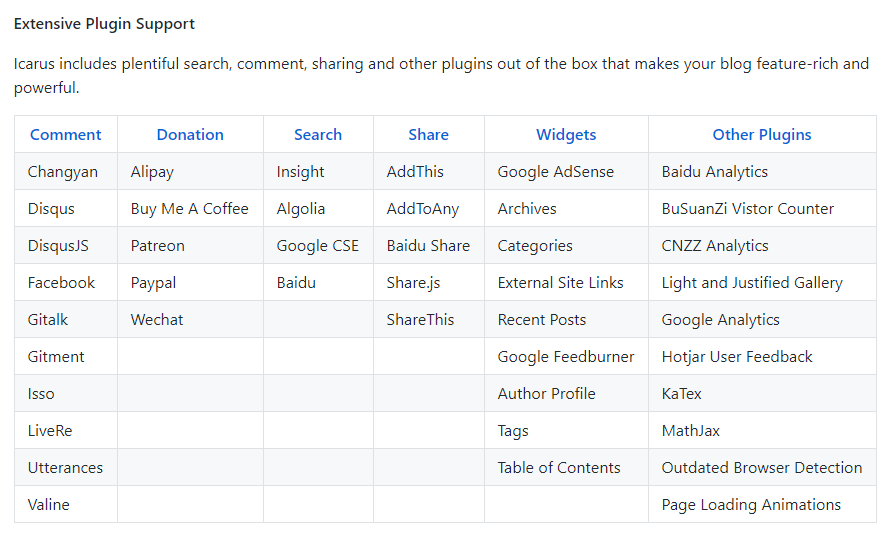 Extensive Plugin Support
Icarus includes plentiful search, comment, sharing and other plugins out of the box that makes your blog feature-rich and
powerful.
Comment Donation Search Share Widgets Other Plugins
Changyan Alipay Insight AddThis Google AdSense Baidu Analytics
Disqus Buy Me A Coffee Algolia AddToAny Archives BuSuanZi Vistor Counter
DisqusJS Patreon Google CSE Baidu Share Categories CNZZ Analytics
Facebook Paypal Baidu Share.js External Site Links Light and Justified Gallery
Gitalk Wechat ShareThis Recent Posts Google Analytics
Gitment Google Feedburner Hotjar User Feedback
Isso Author Profile KaTex
LiveRe Tags MathJax
Utterances Table of Contents Outdated Browser Detection
Valine Page Loading Animations